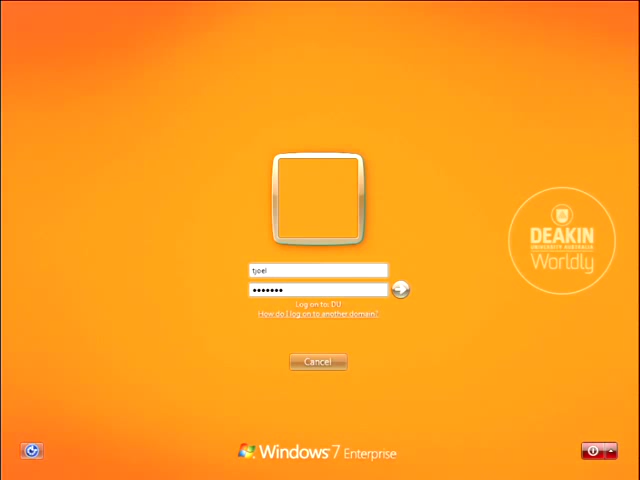 DEAKIN
UNIVERSITY AUSTRALIA
Worldly
tjoel
Log on to: DU
How do I log on to another domain?
Cancel
Windows 7 Enterprise